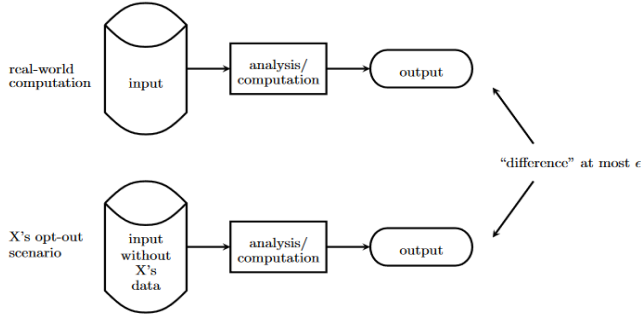 real-world
computation
input
analysis/
computation
output
"difference" at most ϵ
X's opt-out
scenario
input
without
X's
data
analysis/
computation
output